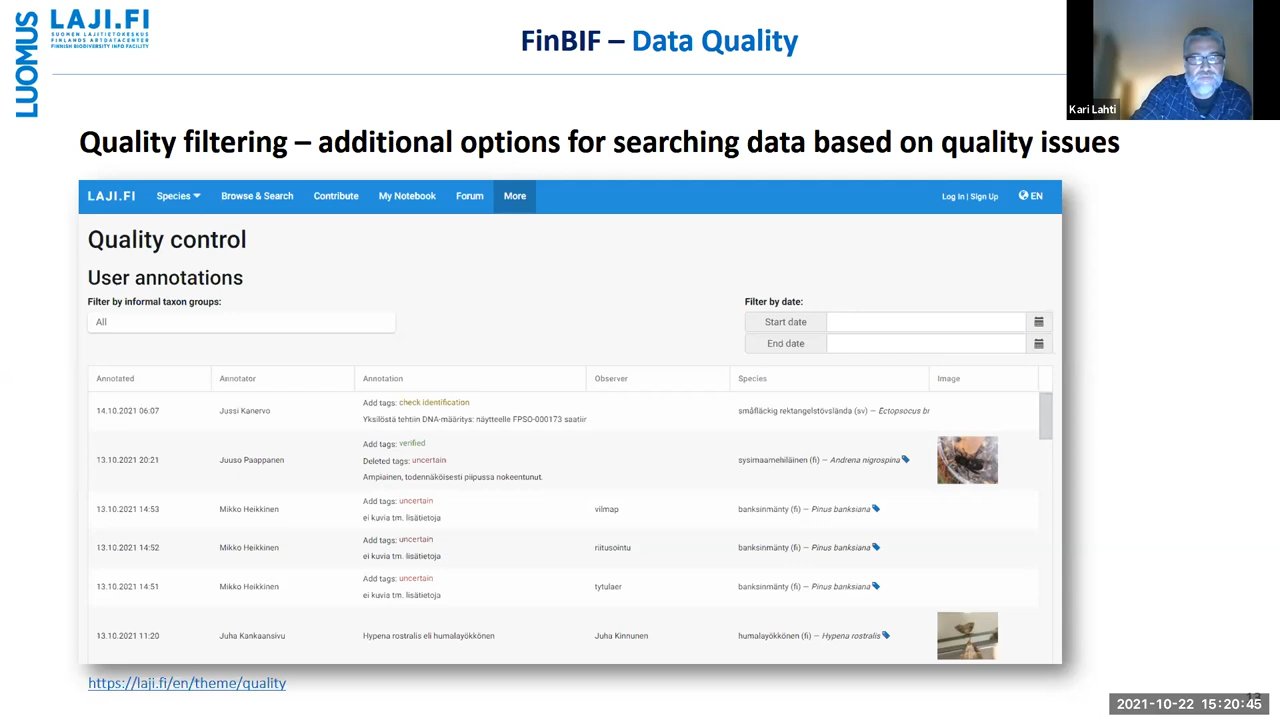 LUOMUS
LAJI.FI
SUOMEN LAJITIETOKESKUS
FINLANDS ARTDATACENTER
FINNISH BIODIVERSITY INFO FACILITY
FinBIF – Data Quality
Kari Lahti
Quality filtering – additional options for searching data based on quality issues
LAJI.FI Species Browse & Search Contribute My Notebook Forum More Log In | Sign Up EN
Quality control
User annotations
Filter by informal taxon groups: Filter by date:
All Start date
End date
Annotated Annotator Annotation Observer Species Image
Add tags: check identification
14.10.2021 06:07 Jussi Kanervo småfläckig rektangelstövslända (sv) — Ectopsocus br
Yksilöstä tehtiin DNA-määritys: näytteelle FPSO-000173 saatiir
Add tags: verified
13.10.2021 20:21 Juuso Paappanen Deleted tags: uncertain sysimaamehiläinen (fi) — Andrena nigrospina
Ampiainen, todennäköisesti piipussa nokeentunut.
Add tags: uncertain
13.10.2021 14:53 Mikko Heikkinen vilmap banksinmänty (fi) — Pinus banksiana
ei kuvia tm. lisätietoja
Add tags: uncertain
13.10.2021 14:52 Mikko Heikkinen riitusointu banksinmänty (fi) — Pinus banksiana
ei kuvia tm. lisätietoja
Add tags: uncertain
13.10.2021 14:51 Mikko Heikkinen tytulaer banksinmänty (fi) — Pinus banksiana
ei kuvia tm. lisätietoja
13.10.2021 11:20 Juha Kankaansivu Hypena rostralis eli humalayökkönen Juha Kinnunen humalayökkönen (fi) — Hypena rostralis
https://laji.fi/en/theme/quality
2021-10-22 15:20:45